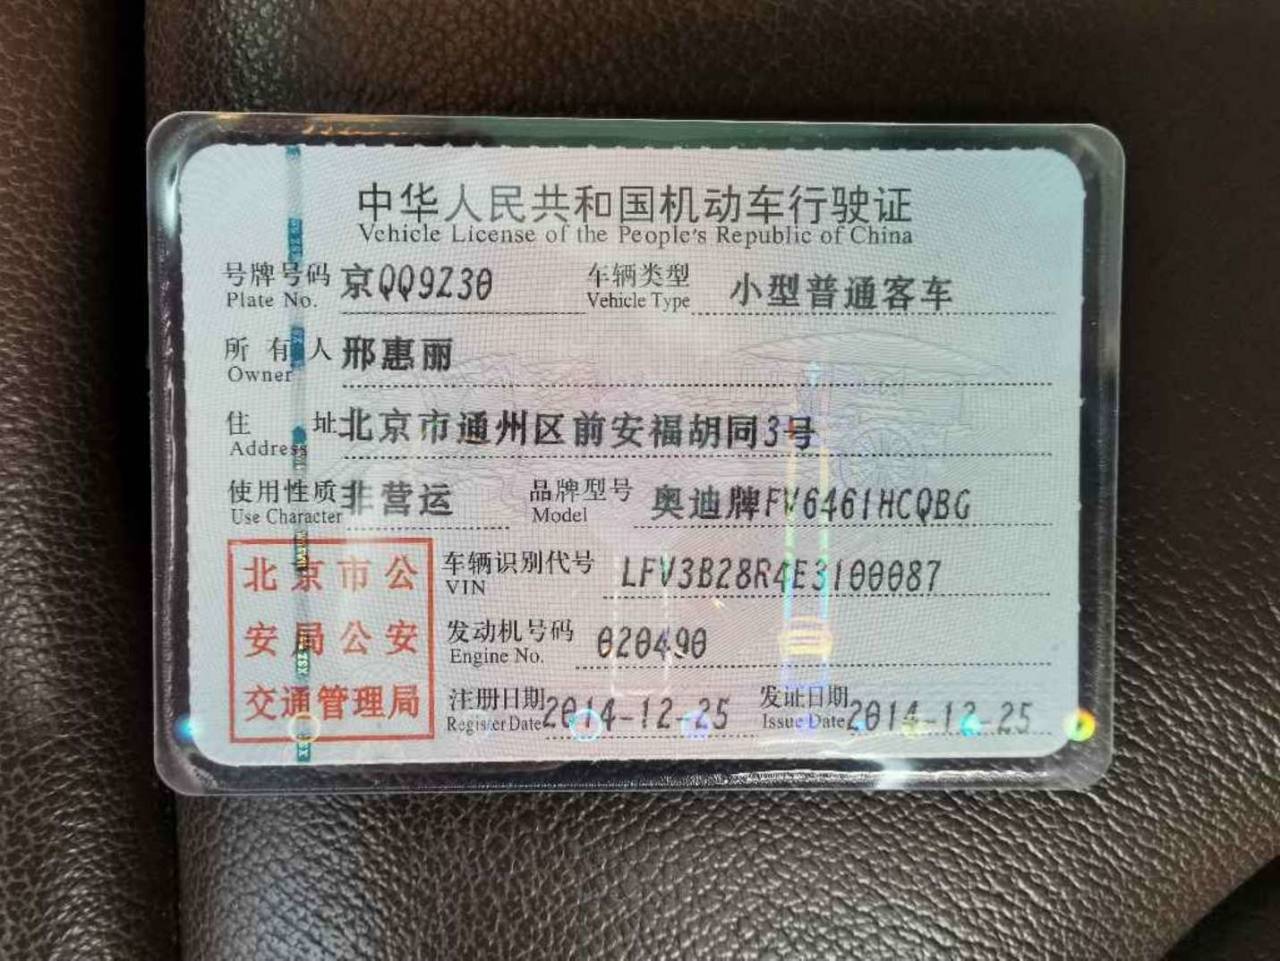 中华人民共和国机动车行驶证
Vehicle License of the People's Republic of China
号牌号码 京QQ9Z30 车辆类型 小型普通客车
Plate No. Vehicle Type
所有人 邢惠丽
Owner
住址 北京市通州区前安福胡同3号
Address
使用性质 非营运 品牌型号 奥迪牌FV6461HCQBG
Use Character Model
北京市公
安局公安
交通管理局
车辆识别代号 LFV3B28R4E3100087
VIN
发动机号码 020490
Engine No.
注册日期 2014-12-25 发证日期 2014-12-25
Register Date Issue Date